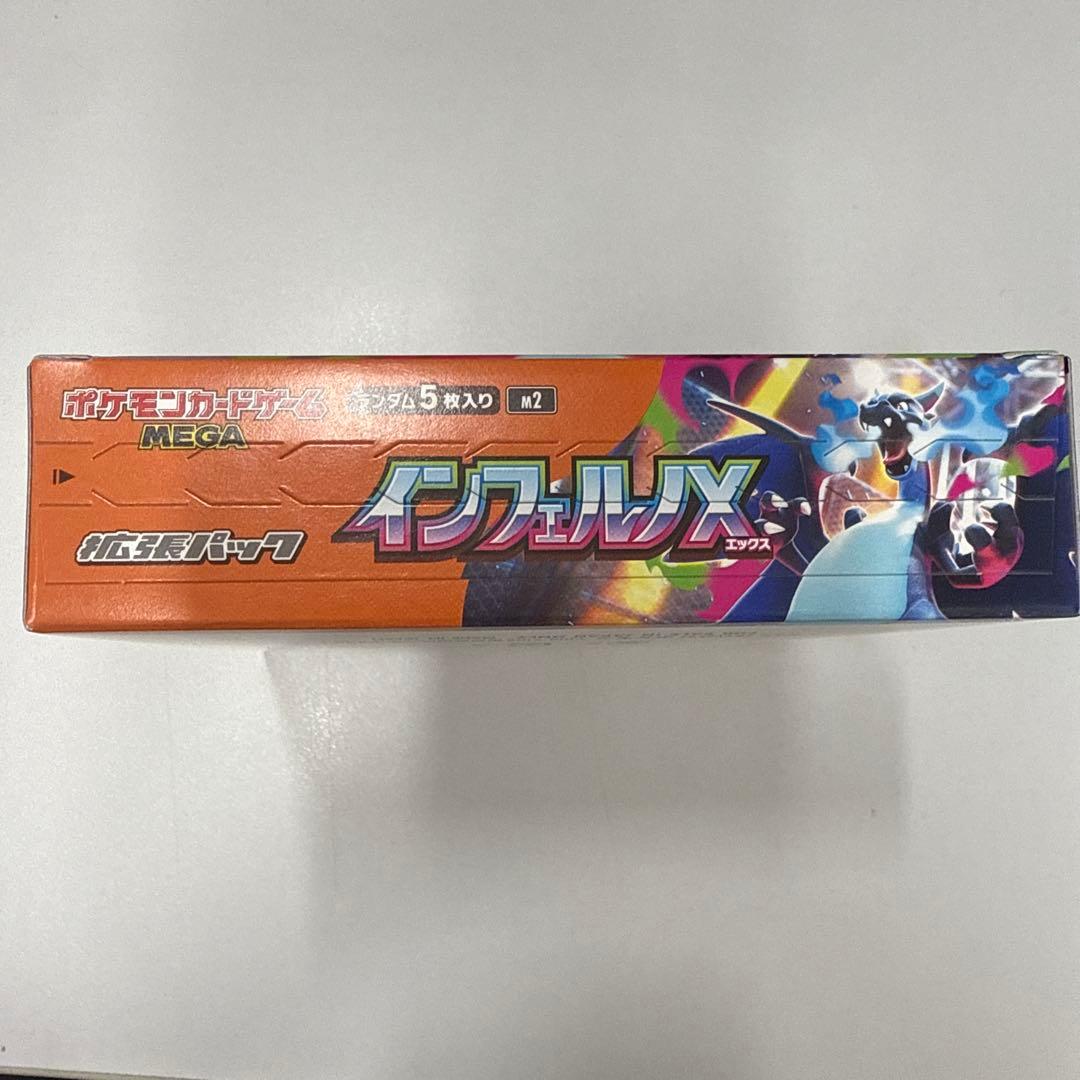 ポケモンカードゲーム
MEGA
ランダム5枚入り
M2
インフェルノX
エックス
拡張パック